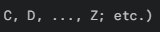 C, D, ..., Z; etc.)